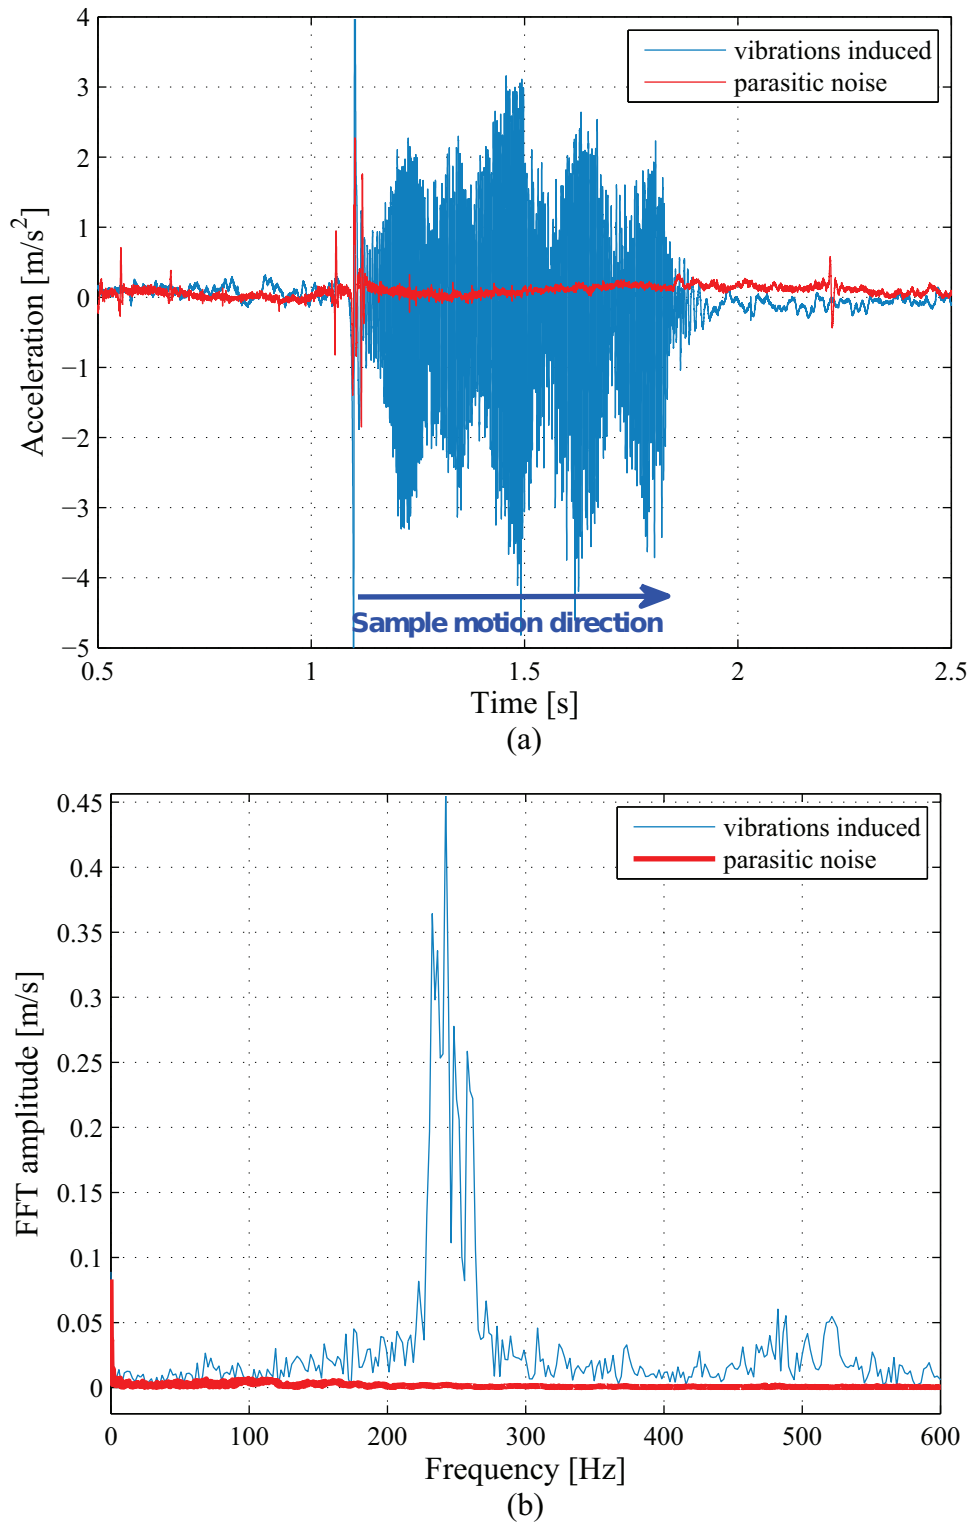 4
3
2
1
0
−1
−2
−3
−4
−5
Acceleration [m/s²]
vibrations induced
parasitic noise
Sample motion direction
0.5
1
1.5
2
2.5
Time [s]
(a)
0.45
0.4
0.35
0.3
0.25
0.2
0.15
0.1
0.05
0
FFT amplitude [m/s]
vibrations induced
parasitic noise
0
100
200
300
400
500
600
Frequency [Hz]
(b)